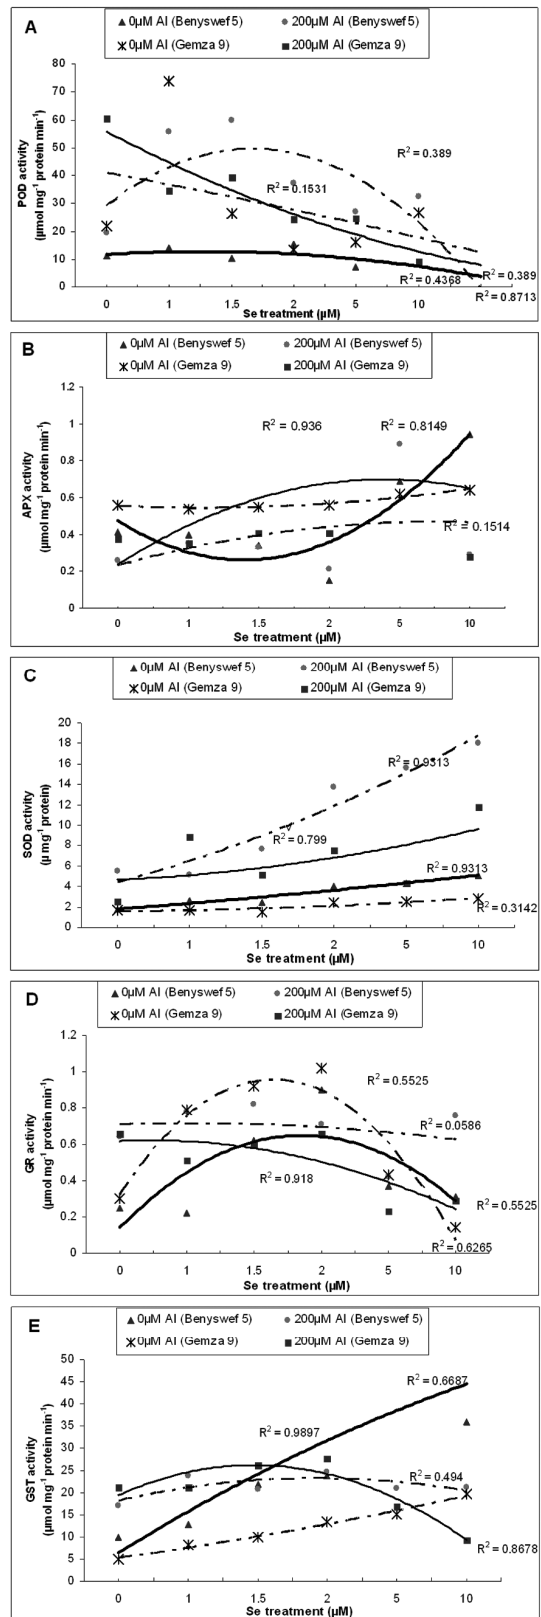 A
0µM Al (Benyswef 5) 200µM Al (Benyswef 5)
0µM Al (Gemza 9) 200µM Al (Gemza 9)
POD activity
(µmol mg⁻¹ protein min⁻¹)
80
70
60
50
40
30
20
10
0
R² = 0.389
R² = 0.1531
R² = 0.389
R² = 0.4368
R² = 0.8713
0 1 1.5 2 5 10
Se treatment (µM)
B
0µM Al (Benyswef 5) 200µM Al (Benyswef 5)
0µM Al (Gemza 9) 200µM Al (Gemza 9)
APX activity
(µmol mg⁻¹ protein min⁻¹)
1.2
1
0.8
0.6
0.4
0.2
0
R² = 0.936 R² = 0.8149
R² = 0.1514
0 1 1.5 2 5 10
Se treatment (µM)
C
0µM Al (Benyswef 5) 200µM Al (Benyswef 5)
0µM Al (Gemza 9) 200µM Al (Gemza 9)
SOD activity
(µ mg⁻¹ protein)
20
18
16
14
12
10
8
6
4
2
0
R² = 0.9313
R² = 0.799
R² = 0.9313
R² = 0.3142
0 1 1.5 2 5 10
Se treatment (µM)
D
0µM Al (Benyswef 5) 200µM Al (Benyswef 5)
0µM Al (Gemza 9) 200µM Al (Gemza 9)
GR activity
(µmol mg⁻¹ protein min⁻¹)
1.2
1
0.8
0.6
0.4
0.2
0
R² = 0.5525
R² = 0.0586
R² = 0.918
R² = 0.5525
R² = 0.6265
0 1 1.5 2 5 10
Se treatment (µM)
E
0µM Al (Benyswef 5) 200µM Al (Benyswef 5)
0µM Al (Gemza 9) 200µM Al (Gemza 9)
GST activity
(µmol mg⁻¹ protein min⁻¹)
50
45
40
35
30
25
20
15
10
5
0
R² = 0.6687
R² = 0.9897
R² = 0.494
R² = 0.8678
0 1 1.5 2 5 10
Se treatment (µM)